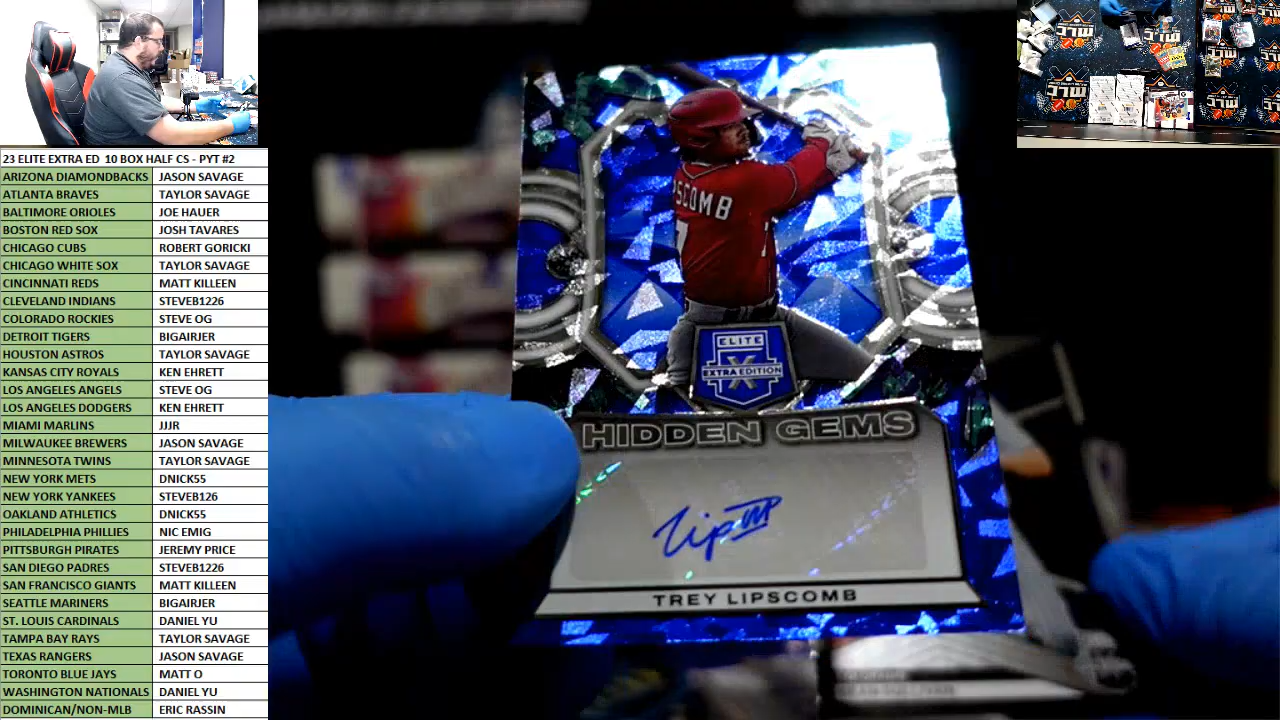 23 ELITE EXTRA ED 10 BOX HALF CS - PYT #2
ARIZONA DIAMONDBACKS JASON SAVAGE
ATLANTA BRAVES TAYLOR SAVAGE
BALTIMORE ORIOLES JOE HAUER
BOSTON RED SOX JOSH TAVARES
CHICAGO CUBS ROBERT GORICKI
CHICAGO WHITE SOX TAYLOR SAVAGE
CINCINNATI REDS MATT KILLEEN
CLEVELAND INDIANS STEVEB1226
COLORADO ROCKIES STEVE OG
DETROIT TIGERS BIGAIRJER
HOUSTON ASTROS TAYLOR SAVAGE
KANSAS CITY ROYALS KEN EHRETT
LOS ANGELES ANGELS STEVE OG
LOS ANGELES DODGERS KEN EHRETT
MIAMI MARLINS JJJR
MILWAUKEE BREWERS JASON SAVAGE
MINNESOTA TWINS TAYLOR SAVAGE
NEW YORK METS DNICK55
NEW YORK YANKEES STEVEB126
OAKLAND ATHLETICS DNICK55
PHILADELPHIA PHILLIES NIC EMIG
PITTSBURGH PIRATES JEREMY PRICE
SAN DIEGO PADRES STEVEB1226
SAN FRANCISCO GIANTS MATT KILLEEN
SEATTLE MARINERS BIGAIRJER
ST. LOUIS CARDINALS DANIEL YU
TAMPA BAY RAYS TAYLOR SAVAGE
TEXAS RANGERS JASON SAVAGE
TORONTO BLUE JAYS MATT O
WASHINGTON NATIONALS DANIEL YU
DOMINICAN/NON-MLB ERIC RASSIN
PSCOMB
ELITE
X
EXTRA EDITION
HIDDEN GEMS
Lip
TREY LIPSCOMB